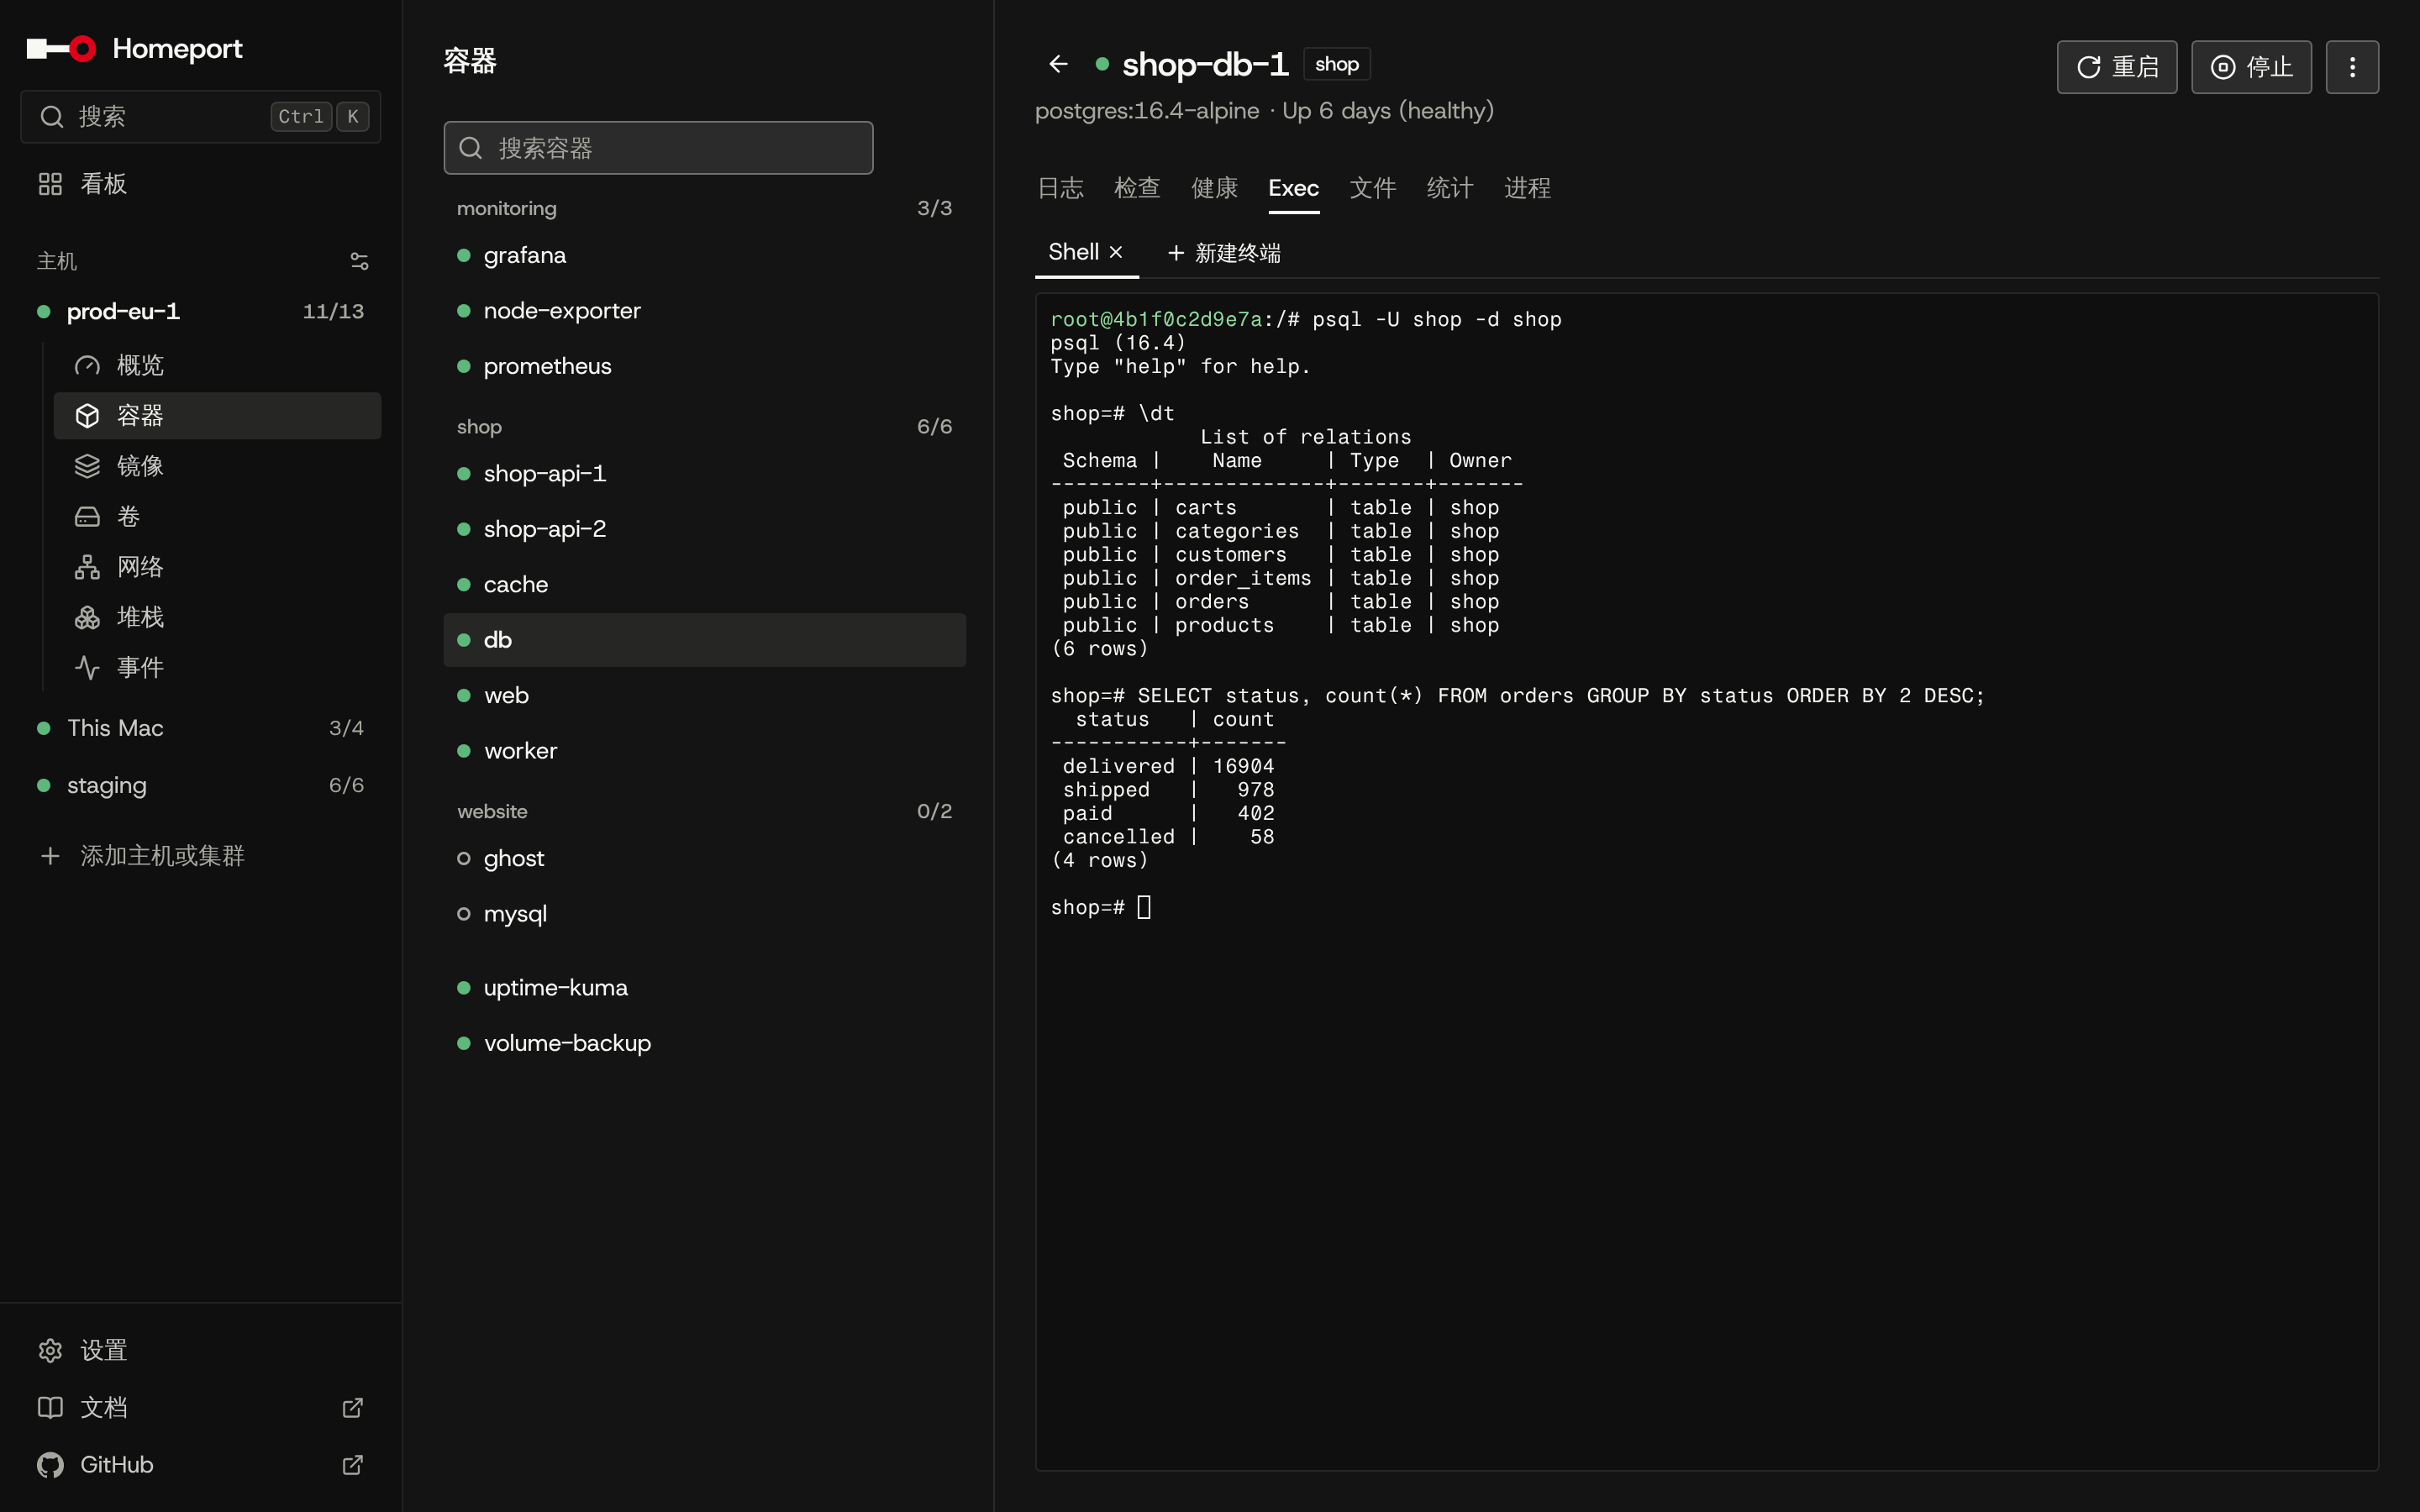 Homeport
搜索 Ctrl K
看板
主机
prod-eu-1 11/13
概览
容器
镜像
卷
网络
堆栈
事件
This Mac 3/4
staging 6/6
添加主机或集群
设置
文档
GitHub
容器
搜索容器
monitoring 3/3
grafana
node-exporter
prometheus
shop 6/6
shop-api-1
shop-api-2
cache
db
web
worker
website 0/2
ghost
mysql
uptime-kuma
volume-backup
shop-db-1 shop
重启 停止
postgres:16.4-alpine · Up 6 days (healthy)
日志 检查 健康 Exec 文件 统计 进程
Shell × + 新建终端
root@4b1f0c2d9e7a:/# psql -U shop -d shop
psql (16.4)
Type "help" for help.
shop=# \dt
List of relations
Schema | Name | Type | Owner
--------+-------------+-------+-------
public | carts | table | shop
public | categories | table | shop
public | customers | table | shop
public | order_items | table | shop
public | orders | table | shop
public | products | table | shop
(6 rows)
shop=# SELECT status, count(*) FROM orders GROUP BY status ORDER BY 2 DESC;
status | count
-----------+-------
delivered | 16904
shipped | 978
paid | 402
cancelled | 58
(4 rows)
shop=#